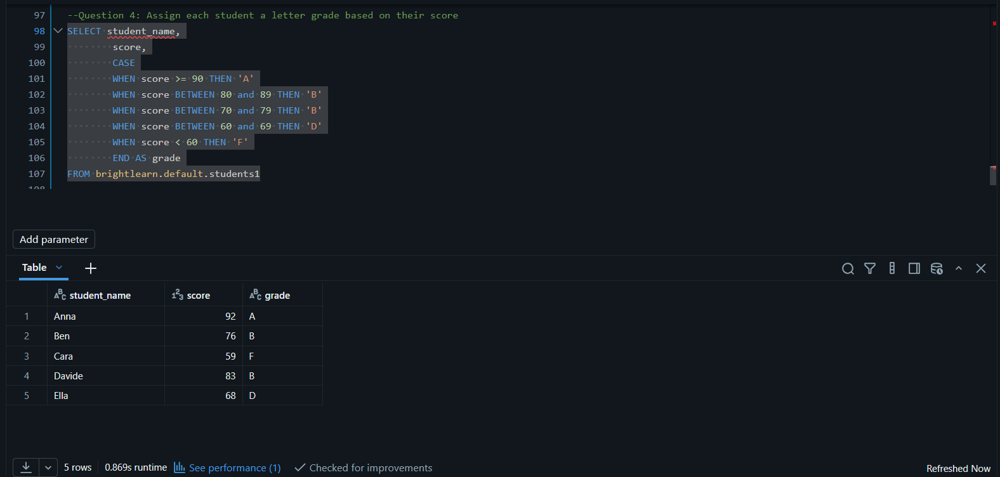 97 --Question 4: Assign each student a letter grade based on their score
98 SELECT student_name,
99 score,
100 CASE
101 WHEN score >= 90 THEN 'A'
102 WHEN score BETWEEN 80 and 89 THEN 'B'
103 WHEN score BETWEEN 70 and 79 THEN 'B'
104 WHEN score BETWEEN 60 and 69 THEN 'D'
105 WHEN score < 60 THEN 'F'
106 END AS grade
107 FROM brightlearn.default.students1
108
Add parameter
Table
student_name score grade
1 Anna 92 A
2 Ben 76 B
3 Cara 59 F
4 Davide 83 B
5 Ella 68 D
5 rows 0.869s runtime See performance (1) Checked for improvements Refreshed Now